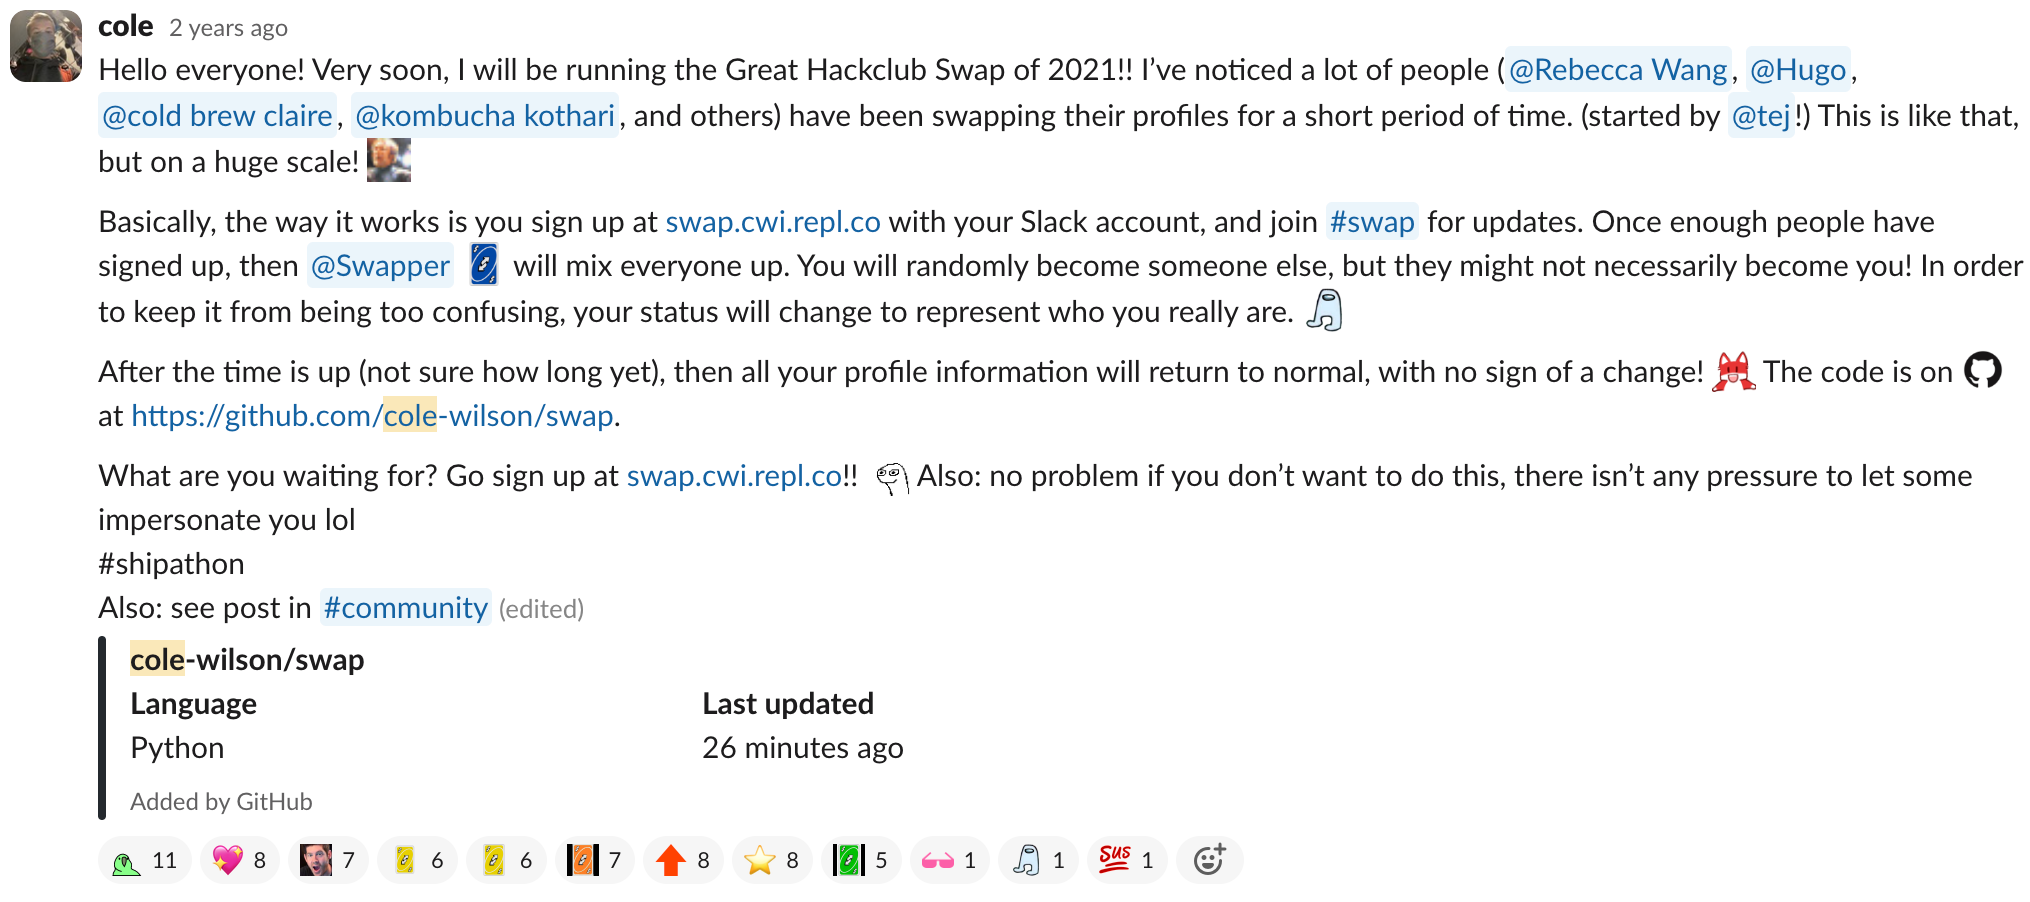 cole 2 years ago
Hello everyone! Very soon, I will be running the Great Hackclub Swap of 2021!! I’ve noticed a lot of people (@Rebecca Wang, @Hugo,
@cold brew claire, @kombucha kothari, and others) have been swapping their profiles for a short period of time. (started by @tej!) This is like that,
but on a huge scale!
Basically, the way it works is you sign up at swap.cwi.repl.co with your Slack account, and join #swap for updates. Once enough people have
signed up, then @Swapper will mix everyone up. You will randomly become someone else, but they might not necessarily become you! In order
to keep it from being too confusing, your status will change to represent who you really are.
After the time is up (not sure how long yet), then all your profile information will return to normal, with no sign of a change! The code is on
at https://github.com/cole-wilson/swap.
What are you waiting for? Go sign up at swap.cwi.repl.co!! Also: no problem if you don’t want to do this, there isn’t any pressure to let some
impersonate you lol
#shipathon
Also: see post in #community (edited)
cole-wilson/swap
Language Last updated
Python 26 minutes ago
Added by GitHub
11 8 7 6 6 7 8 8 5 1 1 SUS 1